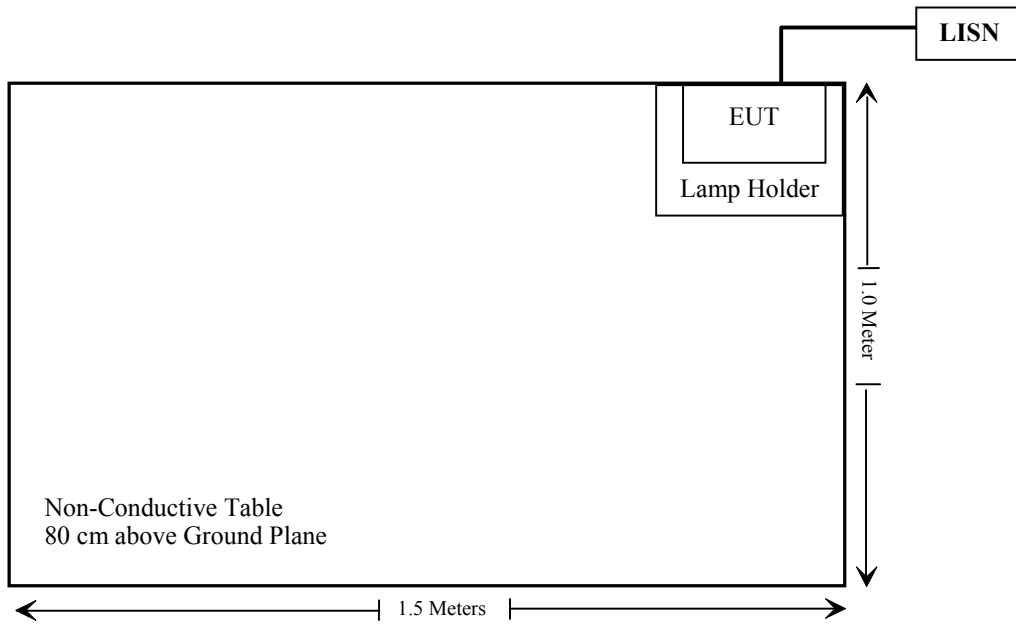 LISN
EUT
Lamp Holder
1.0 Meter
Non-Conductive Table
80 cm above Ground Plane
1.5 Meters